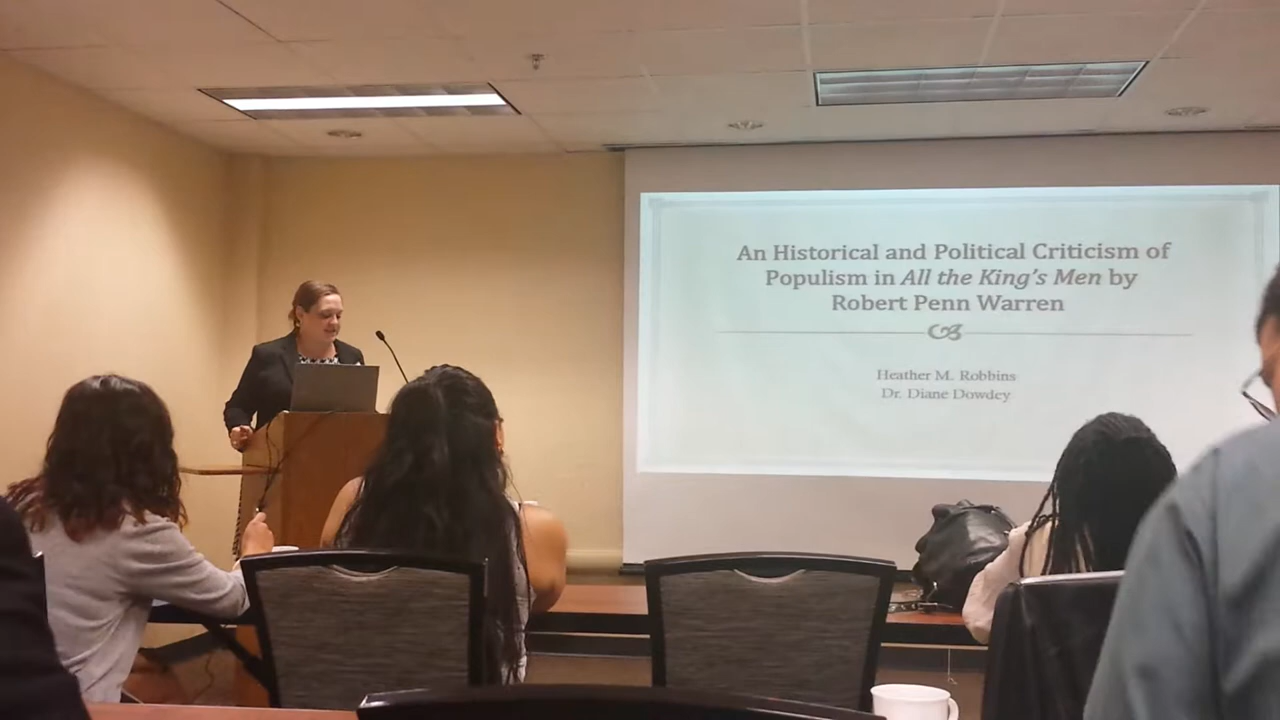 An Historical and Political Criticism of
Populism in All the King's Men by
Robert Penn Warren
Heather M. Robbins
Dr. Diane Dowdey